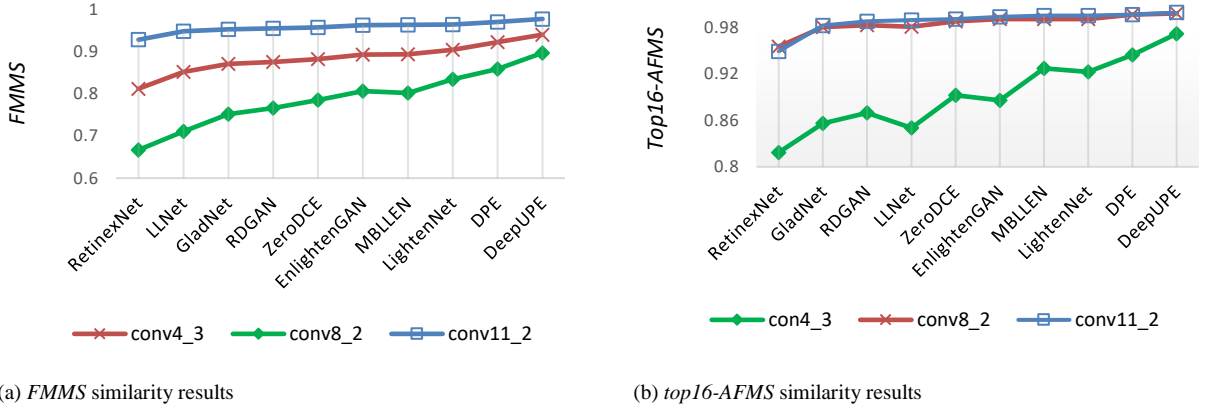 FMMS
1
0.9
0.8
0.7
0.6
RetinexNet
LLNet
GladNet
RDGAN
ZeroDCE
EnlightenGAN
MBLLEN
LightenNet
DPE
DeepUPE
conv4_3 conv8_2 conv11_2
(a) FMMS similarity results
Top16-AFMS
0.98
0.92
0.86
0.8
RetinexNet
GladNet
RDGAN
LLNet
ZeroDCE
EnlightenGAN
MBLLEN
LightenNet
DPE
DeepUPE
con4_3 conv8_2 conv11_2
(b) top16-AFMS similarity results